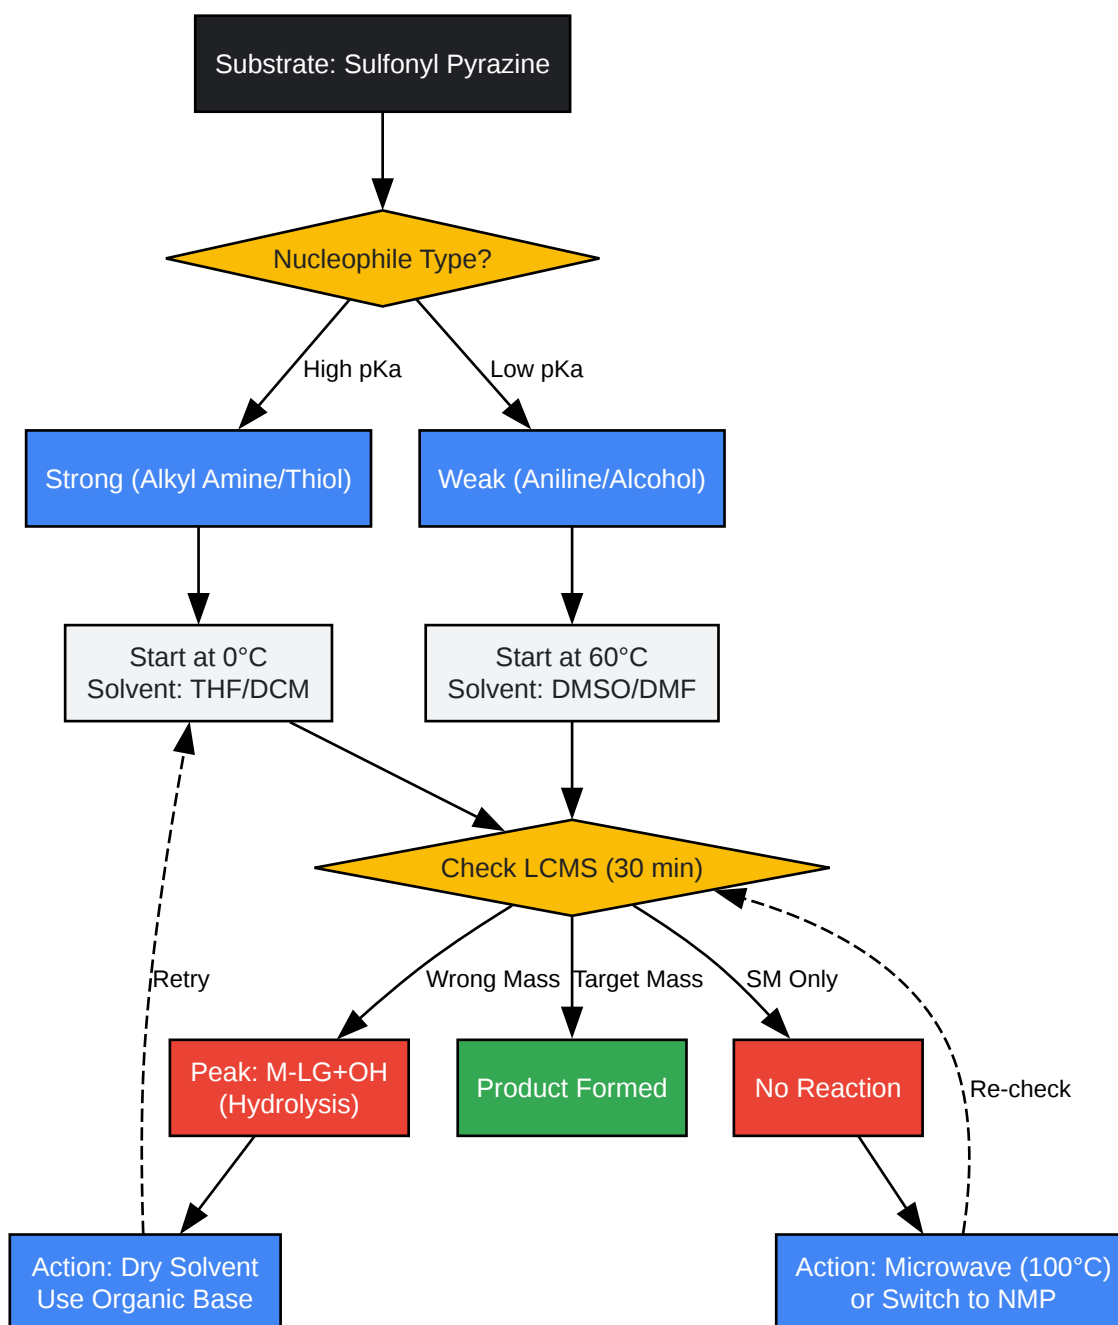 Substrate: Sulfonyl Pyrazine
Nucleophile Type?
High pKa
Low pKa
Strong (Alkyl Amine/Thiol)
Weak (Aniline/Alcohol)
Start at 0°C
Solvent: THF/DCM
Start at 60°C
Solvent: DMSO/DMF
Check LCMS (30 min)
Retry
Wrong Mass
Target Mass
SM Only
Peak: M-LG+OH
(Hydrolysis)
Product Formed
No Reaction
Re-check
Action: Dry Solvent
Use Organic Base
Action: Microwave (100°C)
or Switch to NMP